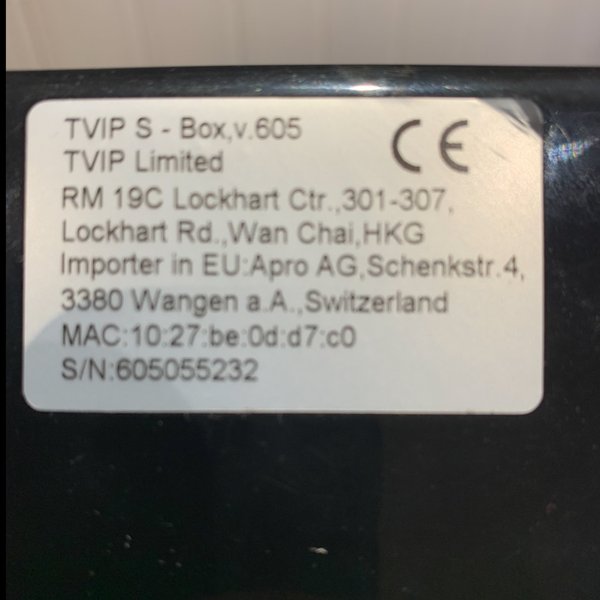 TVIP S - Box,v.605
CE
TVIP Limited
RM 19C Lockhart Ctr.,301-307,
Lockhart Rd.,Wan Chai,HKG
Importer in EU:Apro AG,Schenkstr.4,
3380 Wangen a.A.,Switzerland
MAC:10:27:be:0d:d7:c0
S/N:605055232